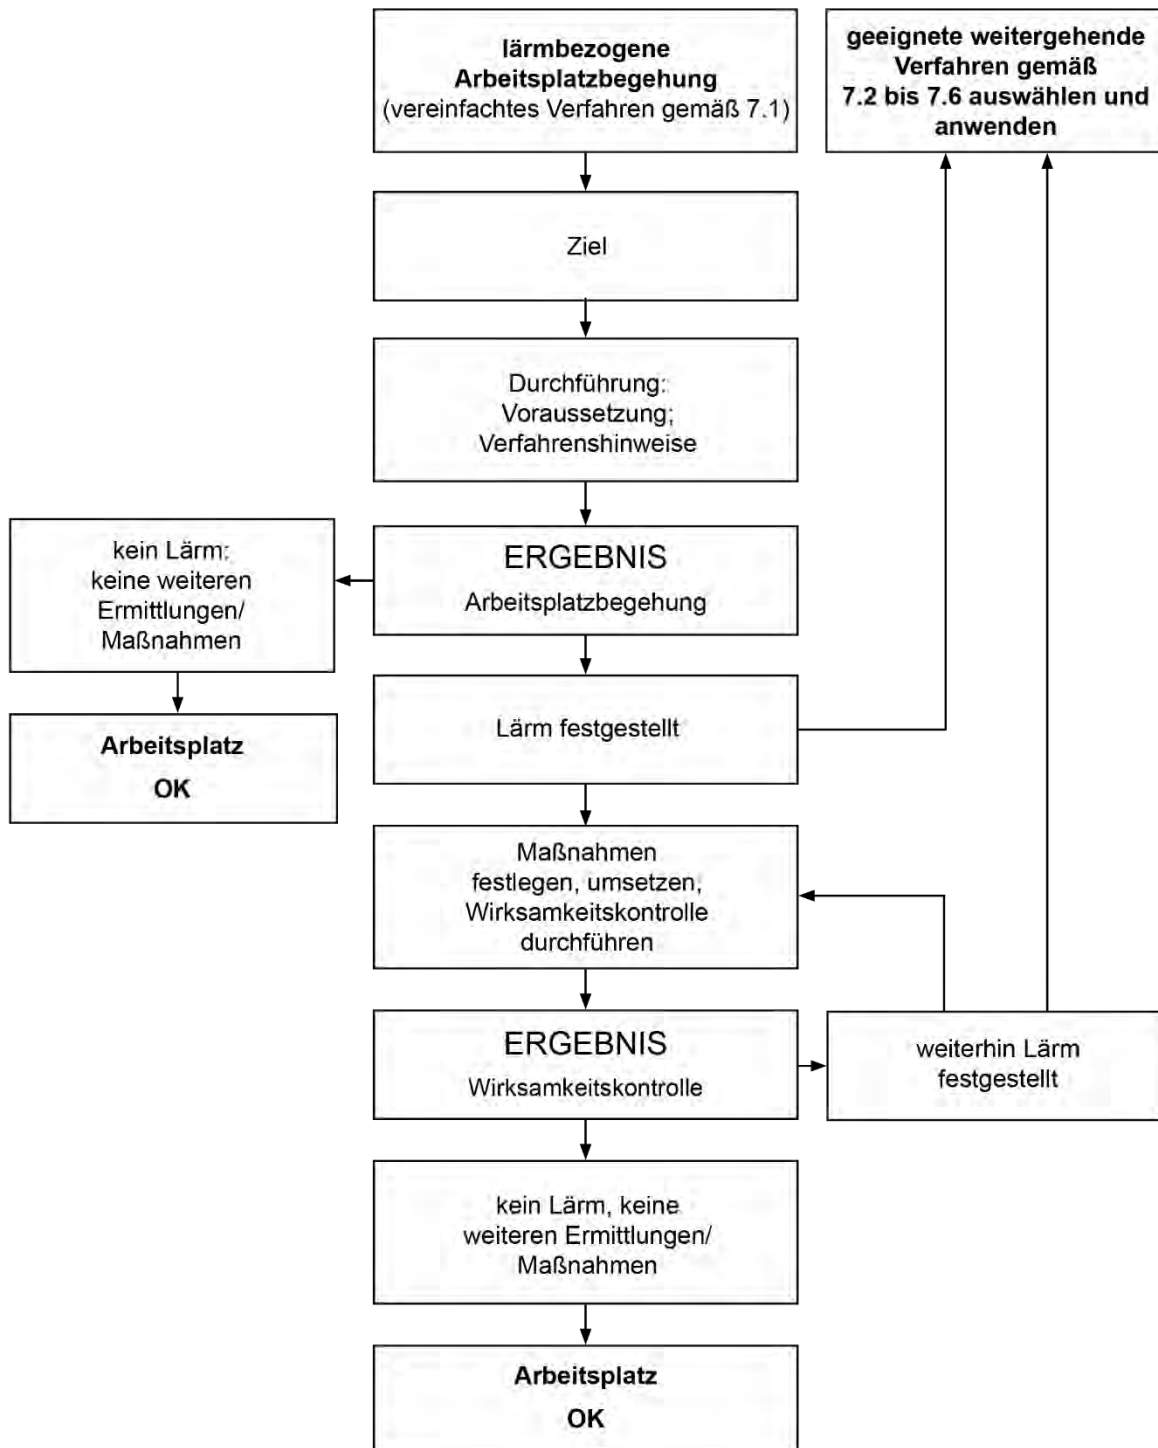 lärmbezogene
Arbeitsplatzbegehung
(vereinfachtes Verfahren gemäß 7.1)
geeignete weitergehende
Verfahren gemäß
7.2 bis 7.6 auswählen und
anwenden
Ziel
Durchführung:
Voraussetzung;
Verfahrenshinweise
kein Lärm:
keine weiteren
Ermittlungen/
Maßnahmen
ERGEBNIS
Arbeitsplatzbegehung
Arbeitsplatz
OK
Lärm festgestellt
Maßnahmen
festlegen, umsetzen;
Wirksamkeitskontrolle
durchführen
ERGEBNIS
Wirksamkeitskontrolle
weiterhin Lärm
festgestellt
kein Lärm, keine
weiteren Ermittlungen/
Maßnahmen
Arbeitsplatz
OK